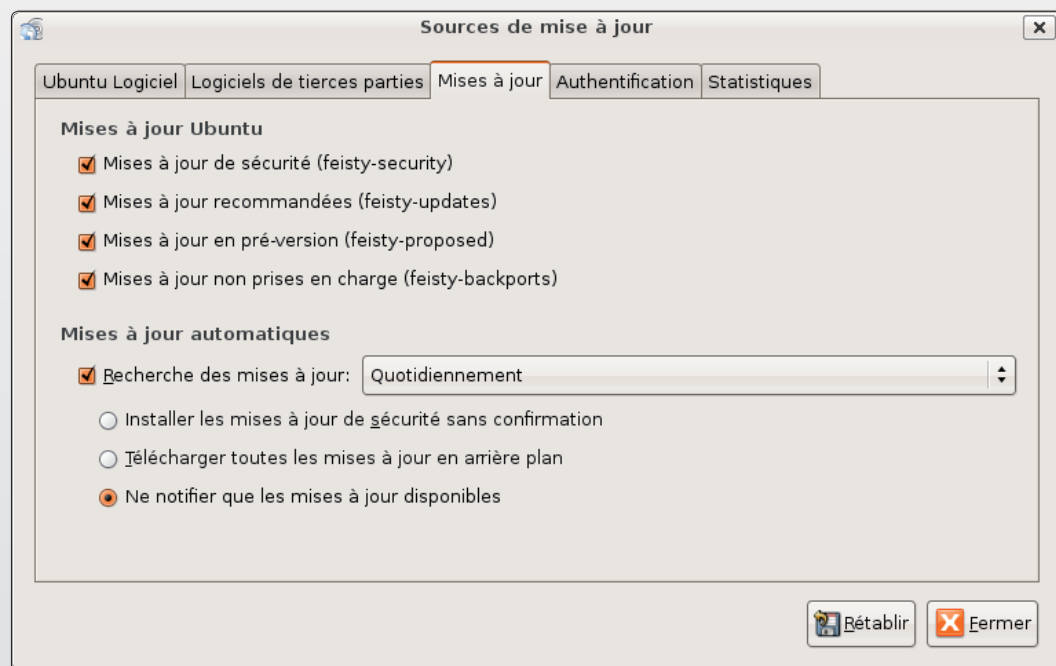 Sources de mise à jour
Ubuntu Logiciel Logiciels de tierces parties Mises à jour Authentification Statistiques
Mises à jour Ubuntu
Mises à jour de sécurité (feisty-security)
Mises à jour recommandées (feisty-updates)
Mises à jour en pré-version (feisty-proposed)
Mises à jour non prises en charge (feisty-backports)
Mises à jour automatiques
Recherche des mises à jour: Quotidiennement
Installer les mises à jour de sécurité sans confirmation
Télécharger toutes les mises à jour en arrière plan
Ne notifier que les mises à jour disponibles
Rétablir Fermer